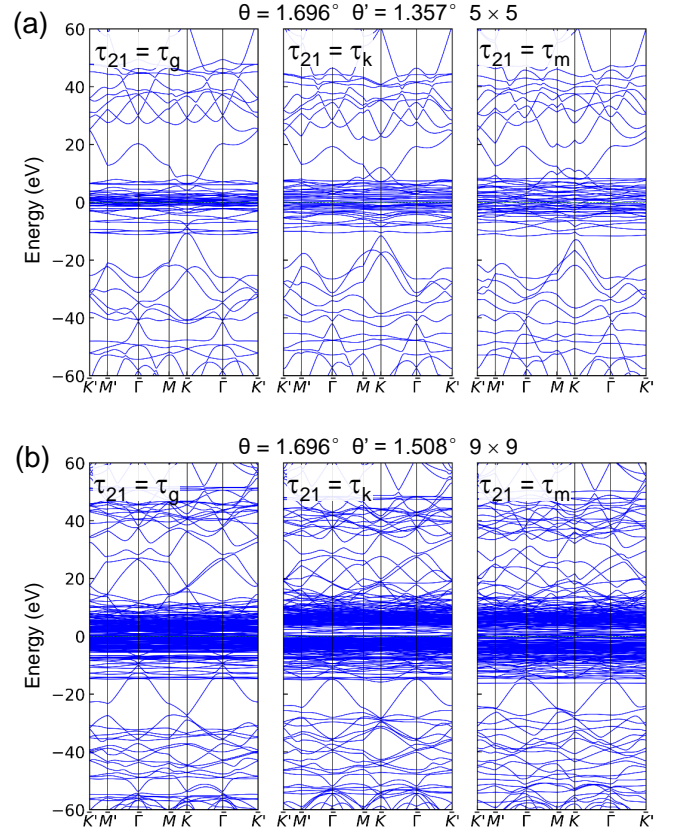 (a)
θ = 1.696° θ' = 1.357° 5 × 5
τ21 = τg
τ21 = τk
τ21 = τm
Energy (eV)
60
40
20
0
−20
−40
−60
K̄' M̄' Γ̄ M̄ K̄ K̄'
K̄' M̄' Γ̄ M̄ K̄ Γ̄ K̄'
K̄' M̄' Γ̄ M̄ K̄ Γ̄ K̄'
(b)
θ = 1.696° θ' = 1.508° 9 × 9
τ21 = τg
τ21 = τk
τ21 = τm
Energy (eV)
60
40
20
0
−20
−40
−60
K̄' M̄' Γ̄ M̄ K̄ Γ̄ K̄'
K̄' M̄' Γ̄ M̄ K̄ Γ̄ K̄'
K̄' M̄' Γ̄ M̄ K̄ Γ̄ K̄'